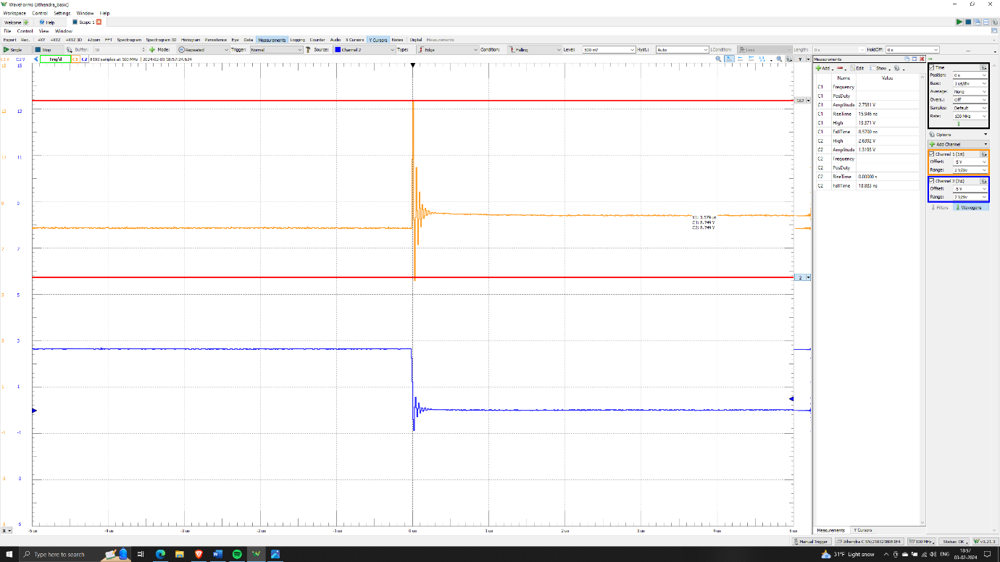 WaveForms (Jithendra_basic)
Workspace Control Settings Window Help
Welcome Help Scope 1
File Control View Window
Export Rec. +XY +XYZ +XYZ 3D +Zoom FFT Spectrogram Spectrogram 3D Histogram Persistence Eye Data Measurements Logging Counter Audio X Cursors Y Cursors Notes Digital Measurements
Single Stop Buffer: 10 Mode: Repeated Trigger: Normal Source: Channel 2 Type: Edge Condition: Falling Level: 500 mV Hyst.: Auto LCondition: Less Length: 0 s HoldOff: 0 s ...
C1 V C2 V Trig'd C1 C2 8192 samples at 100 MHz | 2024-02-03 18:57:24.624 Y
15 15
13 13
11 11
9 9
7 7
5 5
3 3
1 1
-1 -1
-3 -3
-5 -5
1Δ2
2
X1: 3.579 us
C1: 8.749 V
C2: 8.749 V
X -5 us -4 us -3 us -2 us -1 us 0 us 1 us 2 us 3 us 4 us 5 us
Measurements
Add Edit Show
Name Value
C1 Frequency
C1 PosDuty
C1 Amplitude 2.7581 V
C1 RiseTime 15.946 ns
C1 High 13.371 V
C1 FallTime 8.5700 ns
C2 High 2.6392 V
C2 Amplitude 1.3193 V
C2 Frequency
C2 PosDuty
C2 RiseTime 0.00000 s
C2 FallTime 18.883 ns
Measurements Y Cursors
Time
Position: 0 s
Base: 1 us/div
Average: None
Overs.: Off
Samples: Default
Rate: 100 MHz
Options
Add Channel
Channel 1 (1±)
Offset: -5 V
Range: 2 V/div
Channel 2 (2±)
Offset: -5 V
Range: 2 V/div
Filters Wavegens
Manual Trigger Jithendra C SN:210321B061E4 100 MHz Status: OK v3.21.3
Type here to search 31°F Light snow ENG 18:57
03-02-2024